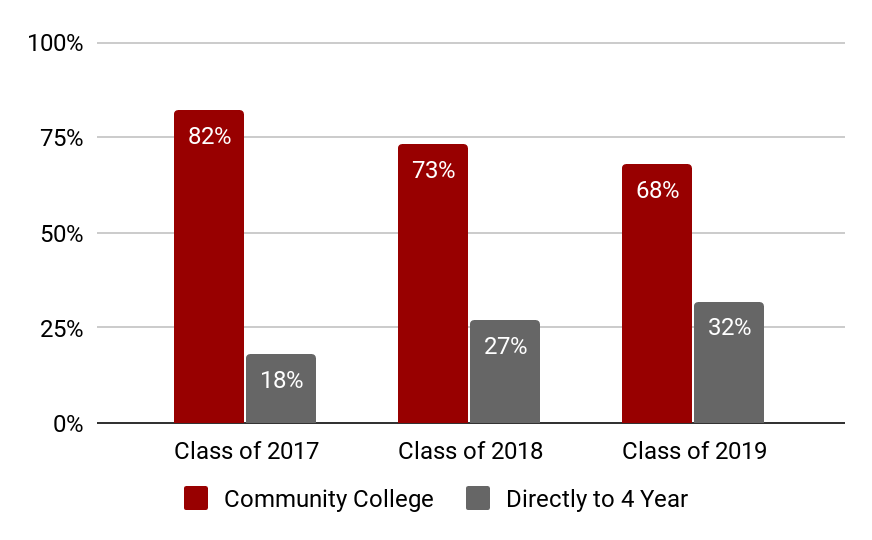 100%
75%
50%
25%
0%
82%
18%
73%
27%
68%
32%
Class of 2017
Class of 2018
Class of 2019
Community College
Directly to 4 Year